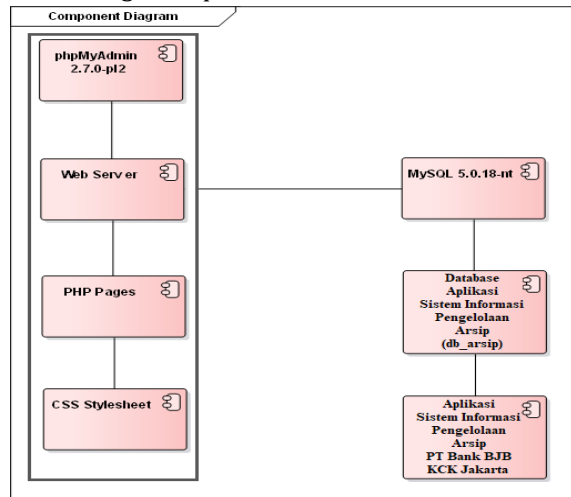 Component Diagram
phpMyAdmin
2.7.0-pl2
Web Server
MySQL 5.0.18-nt
PHP Pages
Database
Aplikasi
Sistem Informasi
Pengelolaan
Arsip
(db_arsip)
CSS Stylesheet
Aplikasi
Sistem Informasi
Pengelolaan
Arsip
PT Bank BJB
KCK Jakarta